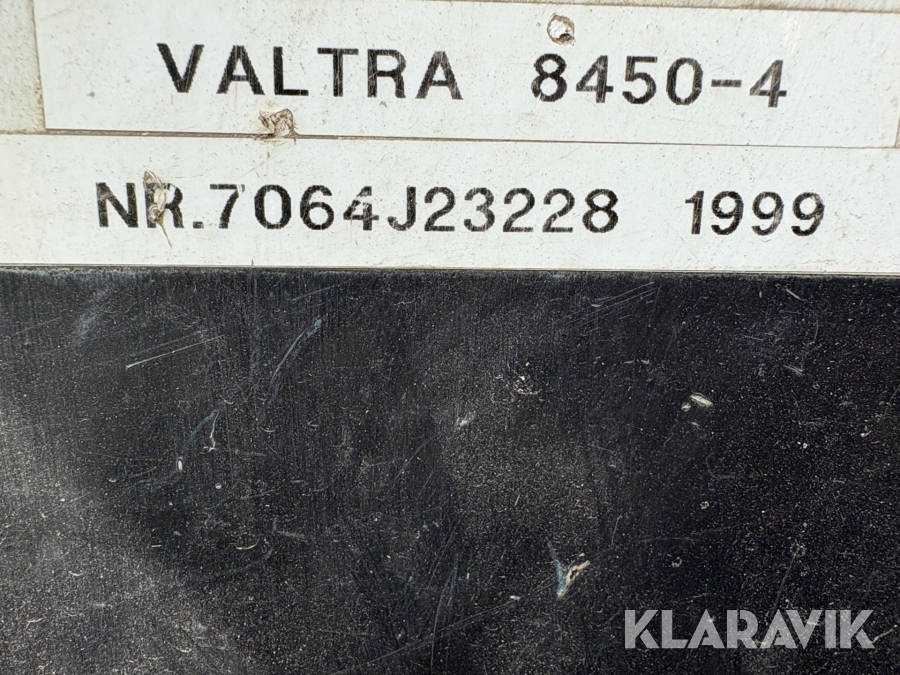 VALTRA 8450-4
NR.7064J23228 1999
KLARAVIK